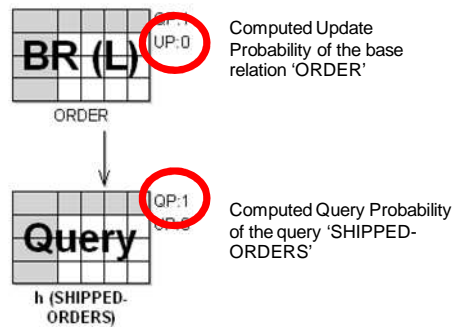 QP:1
UP:0
BR (L)
ORDER
Computed Update
Probability of the base
relation 'ORDER'
QP:1
Query
h (SHIPPED-
ORDERS)
Computed Query Probability
of the query 'SHIPPED-
ORDERS'